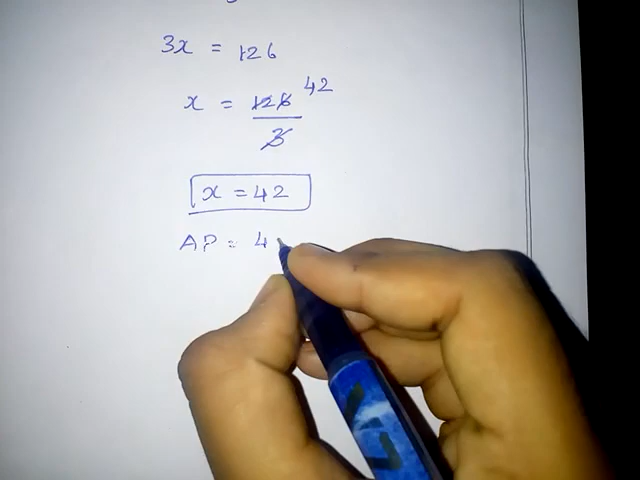 3x = 126
x = 126 42
3
x = 42
AP = 4